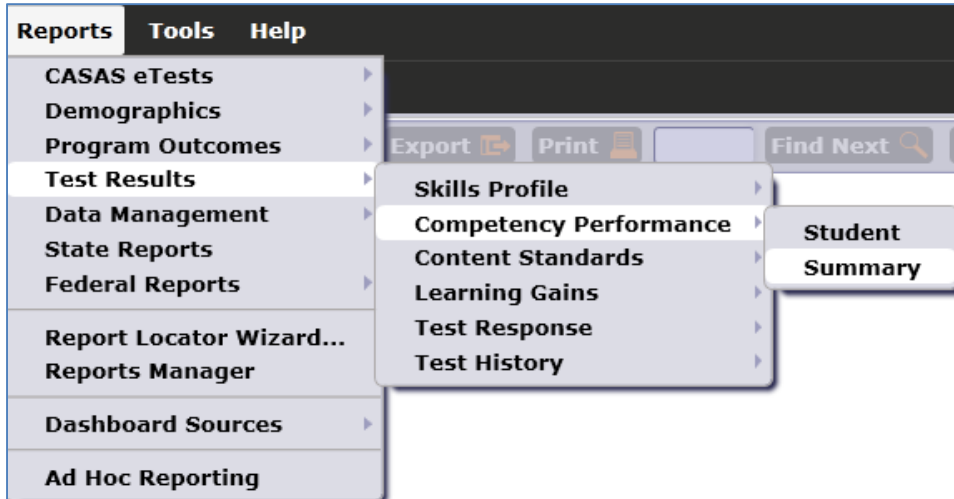 Reports Tools Help
CASAS eTests
Demographics
Program Outcomes
Test Results
Data Management
State Reports
Federal Reports
Report Locator Wizard...
Reports Manager
Dashboard Sources
Ad Hoc Reporting
Export Print Find Next
Skills Profile
Competency Performance
Content Standards
Learning Gains
Test Response
Test History
Student
Summary